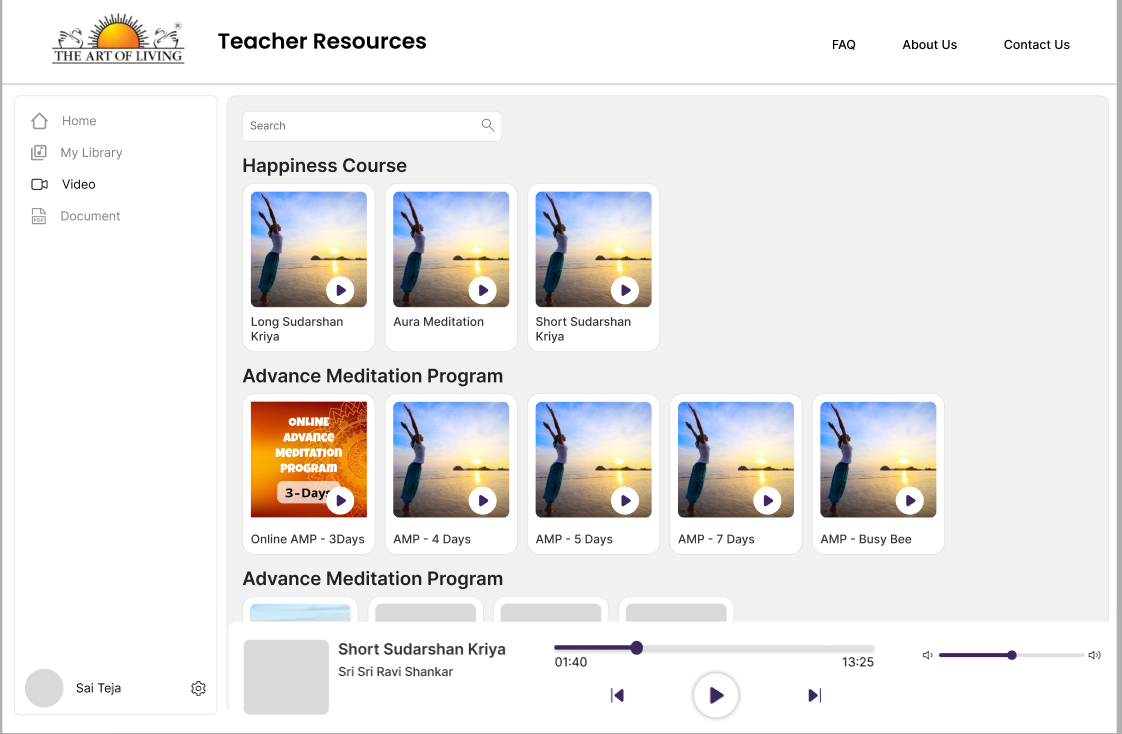 THE ART OF LIVING
®
Teacher Resources
FAQ
About Us
Contact Us
Home
My Library
Video
PDF
Document
Sai Teja
Search
Happiness Course
Long Sudarshan
Kriya
Aura Meditation
Short Sudarshan
Kriya
Advance Meditation Program
ONLINE
ADVANCE
MEDITATION
PROGRAM
3-Days
Online AMP - 3Days
AMP - 4 Days
AMP - 5 Days
AMP - 7 Days
AMP - Busy Bee
Advance Meditation Program
Short Sudarshan Kriya
Sri Sri Ravi Shankar
01:40
13:25